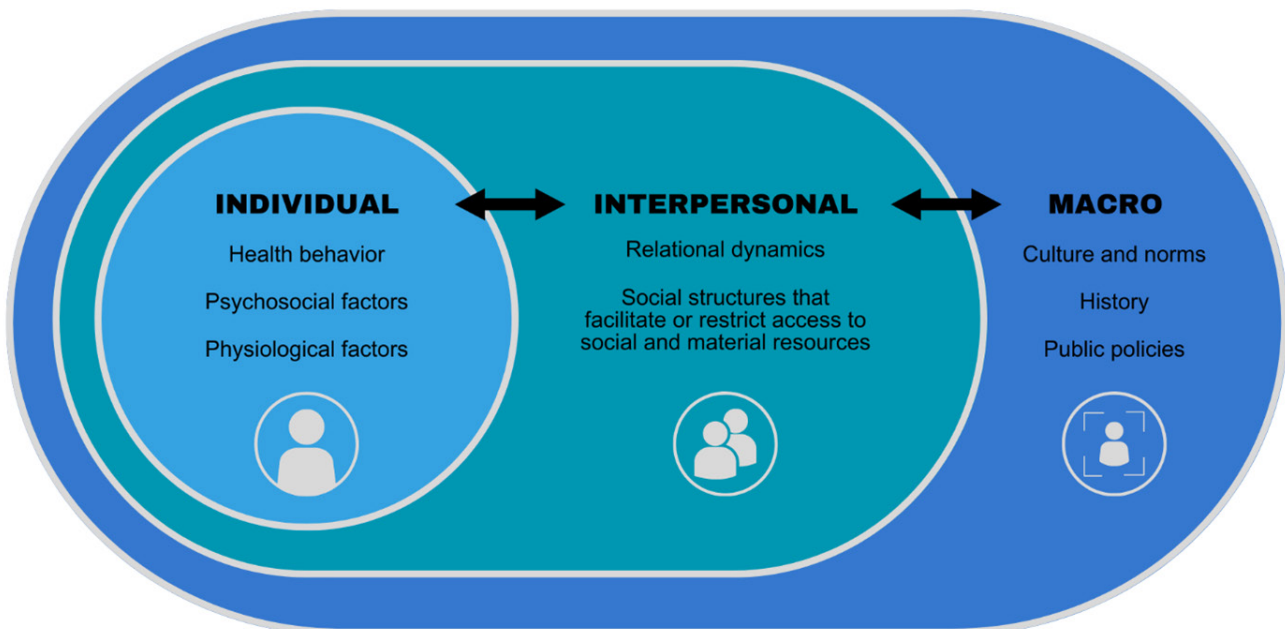 INDIVIDUAL
Health behavior
Psychosocial factors
Physiological factors
INTERPERSONAL
Relational dynamics
Social structures that
facilitate or restrict access to
social and material resources
MACRO
Culture and norms
History
Public policies